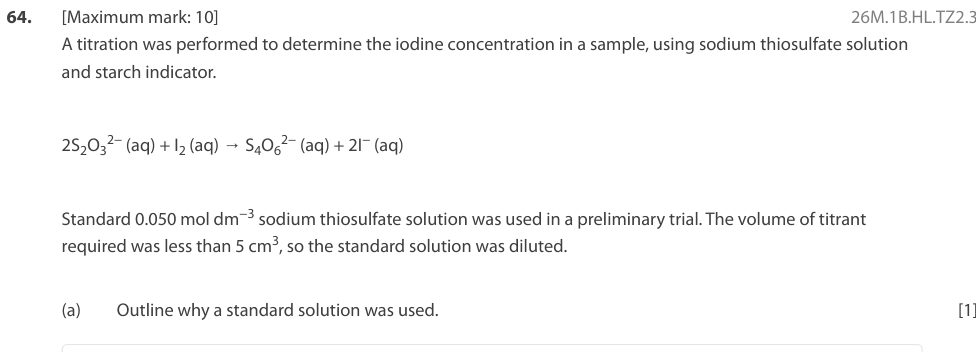 64. [Maximum mark: 10] 26M.1B.HL.TZ2.3
A titration was performed to determine the iodine concentration in a sample, using sodium thiosulfate solution
and starch indicator.
2S₂O₃²⁻ (aq) + I₂ (aq) → S₄O₆²⁻ (aq) + 2I⁻ (aq)
Standard 0.050 mol dm⁻³ sodium thiosulfate solution was used in a preliminary trial. The volume of titrant
required was less than 5 cm³, so the standard solution was diluted.
(a) Outline why a standard solution was used. [1]